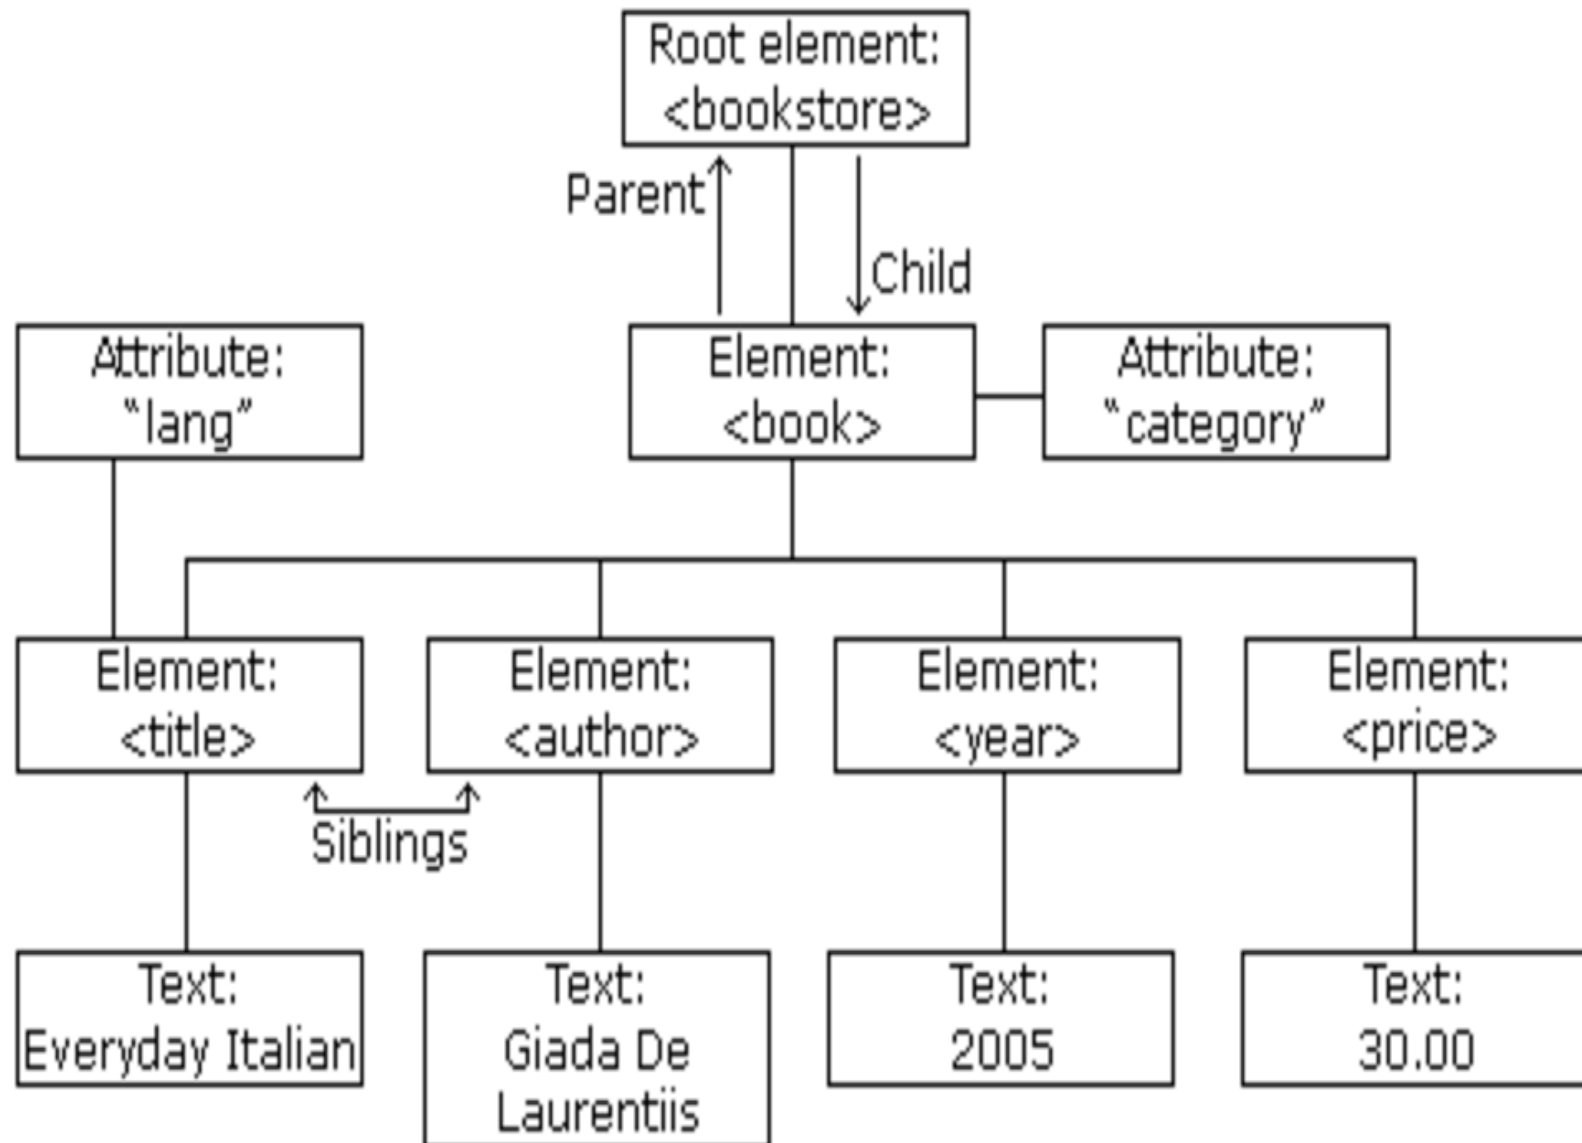 Root element:
<bookstore>
Parent
Child
Attribute:
“lang”
Element:
<book>
Attribute:
“category”
Element:
<title>
Element:
<author>
Element:
<year>
Element:
<price>
Siblings
Text:
Everyday Italian
Text:
Giada De
Laurentiis
Text:
2005
Text:
30.00